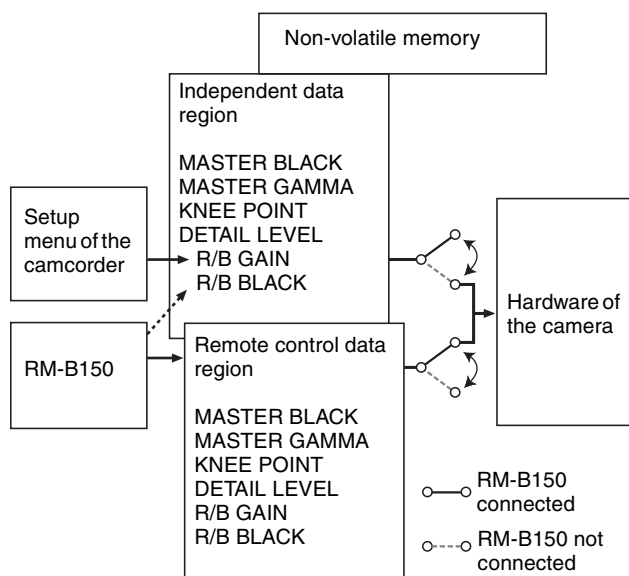 Non-volatile memory
Independent data
region
MASTER BLACK
MASTER GAMMA
KNEE POINT
DETAIL LEVEL
R/B GAIN
R/B BLACK
Setup
menu of the
camcorder
RM-B150
Remote control data
region
MASTER BLACK
MASTER GAMMA
KNEE POINT
DETAIL LEVEL
R/B GAIN
R/B BLACK
Hardware of
the camera
RM-B150
connected
RM-B150 not
connected